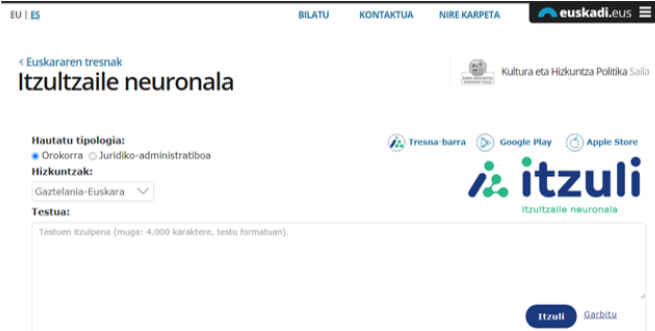 EU | ES
BILATU KONTAKTUA NIRE KARPETA euskadi.eus
< Euskararen tresnak
Itzultzaile neuronala
Kultura eta Hizkuntza Politika Saila
Hautatu tipologia:
Orokorra Juridiko-administratiboa
Tresna-barra Google Play Apple Store
Hizkuntzak:
Gaztelania-Euskara
itzuli
Itzultzaile neuronala
Testua:
Testuen itzulpena (muga: 4.000 karaktere, testu formatuan).
Itzuli Garbitu